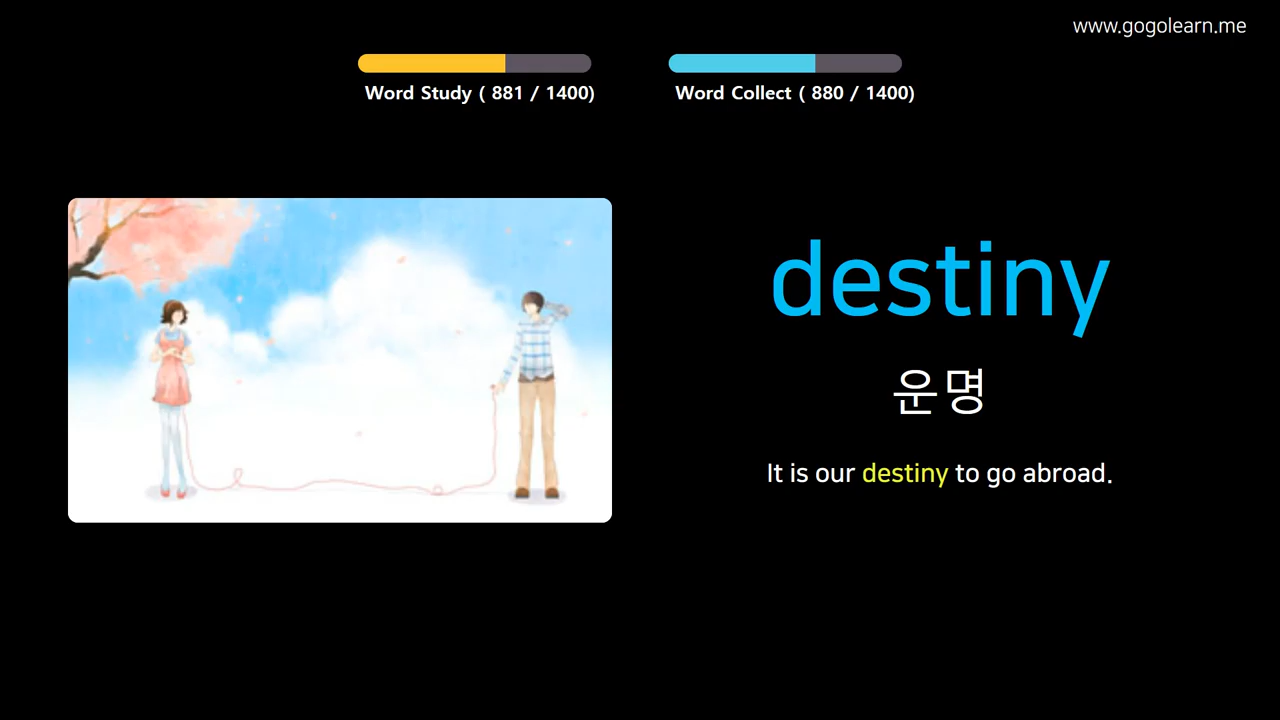 www.gogolearn.me
Word Study ( 881 / 1400)
Word Collect ( 880 / 1400)
destiny
운명
It is our destiny to go abroad.